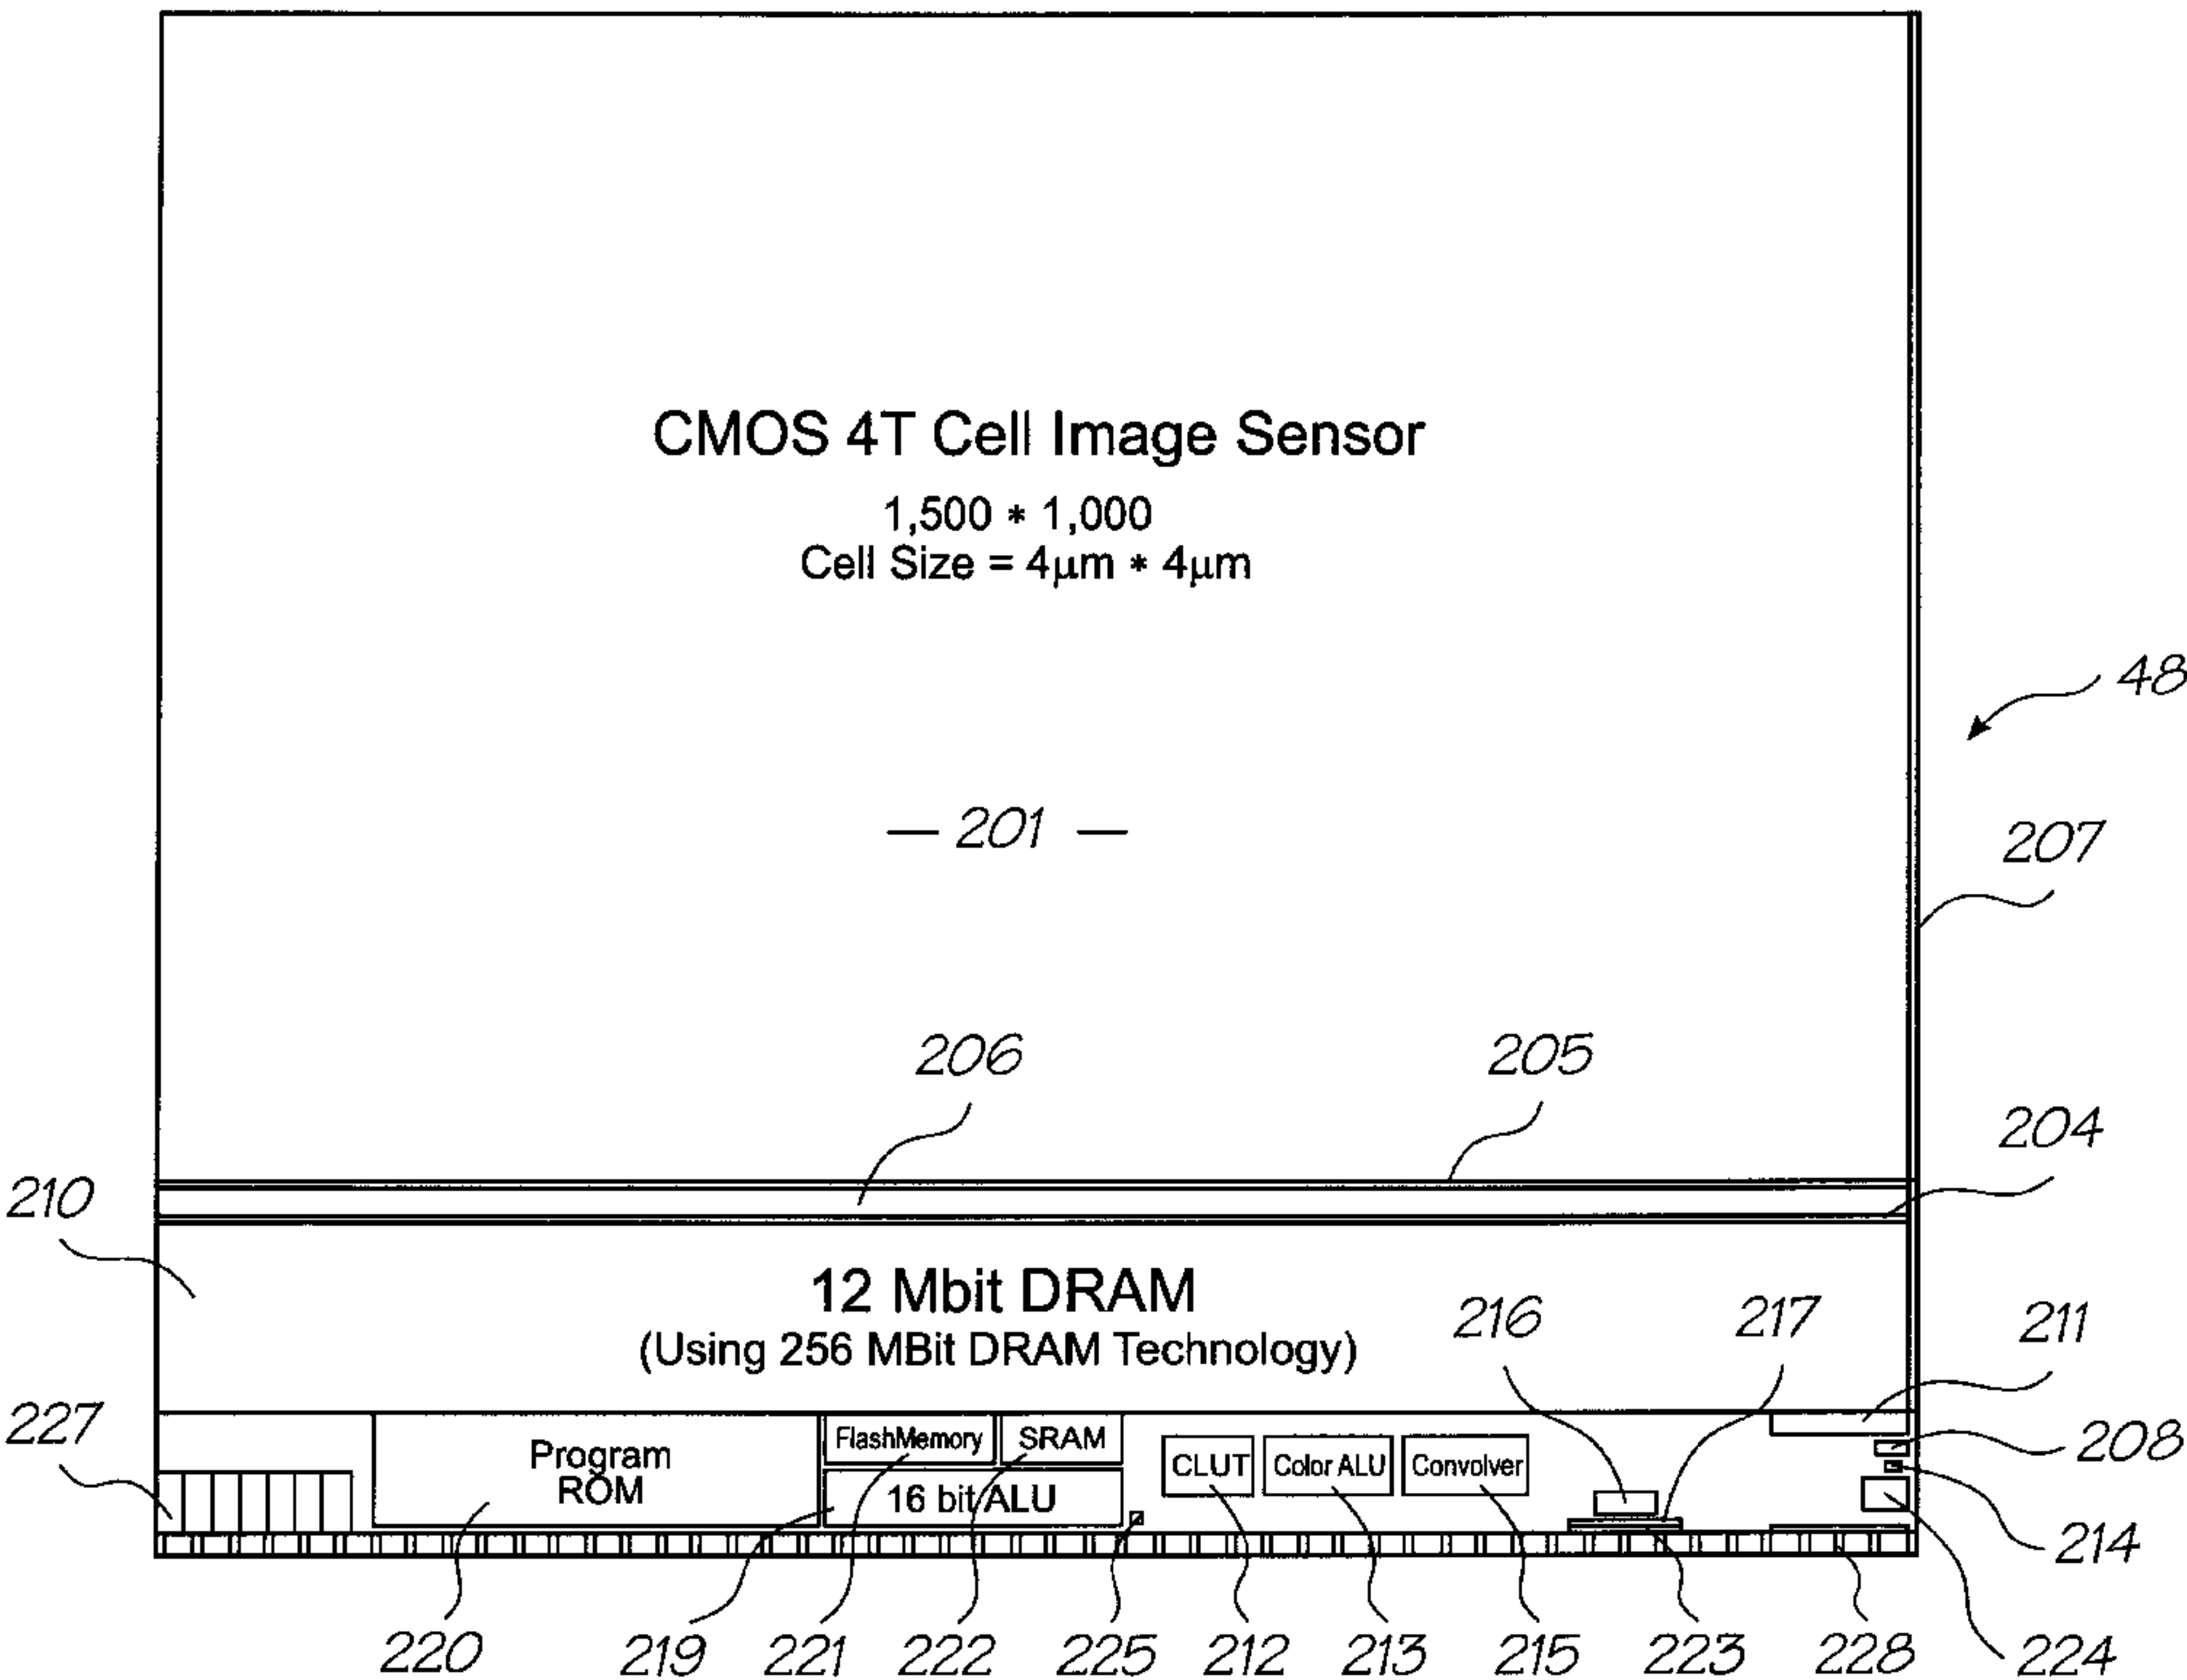 CMOS 4T Cell Image Sensor
1,500 * 1,000
Cell Size = 4μm * 4μm
48
— 201 —
207
206
205
204
210
12 Mbit DRAM
(Using 256 MBit DRAM Technology)
216
217
211
227
Program
ROM
FlashMemory
SRAM
16 bit ALU
CLUT
Color ALU
Convolver
208
214
220
219
221
222
225
212
213
215
223
228
224